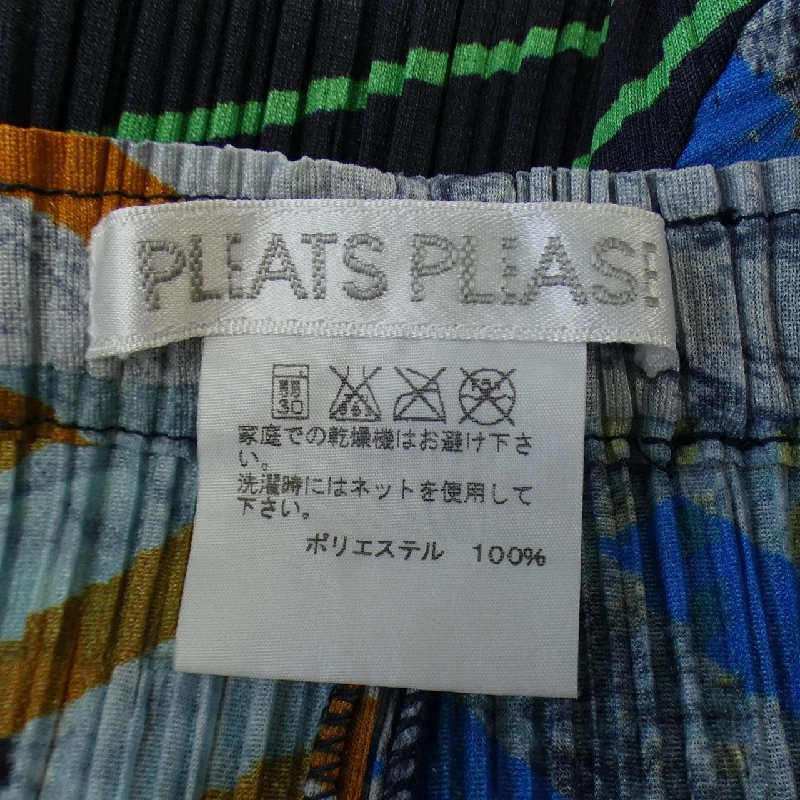 PLEATS PLEASE
弱 30
家庭での乾燥機はお避け下さ
い。
洗濯時にはネットを使用して
下さい。
ポリエステル 100%